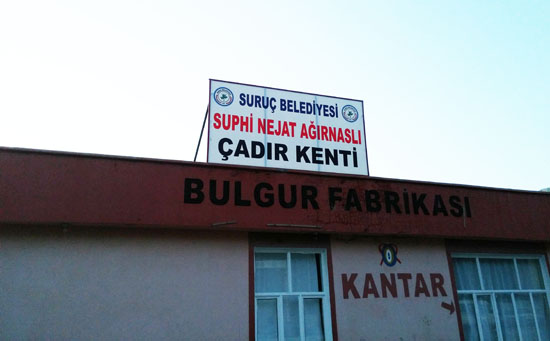 SURUÇ BELEDİYESİ
SUPHİ NEJAT AĞIRNASLI
ÇADIR KENTİ
BULGUR FABRİKASI
KANTAR